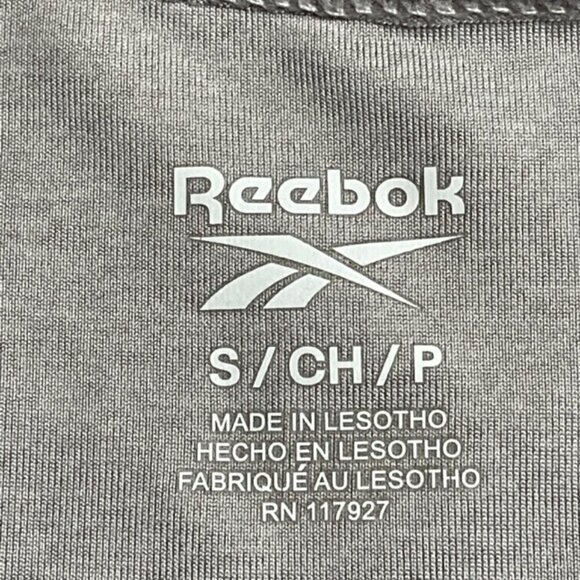 Reebok
S / CH / P
MADE IN LESOTHO
HECHO EN LESOTHO
FABRIQUÉ AU LESOTHO
RN 117927